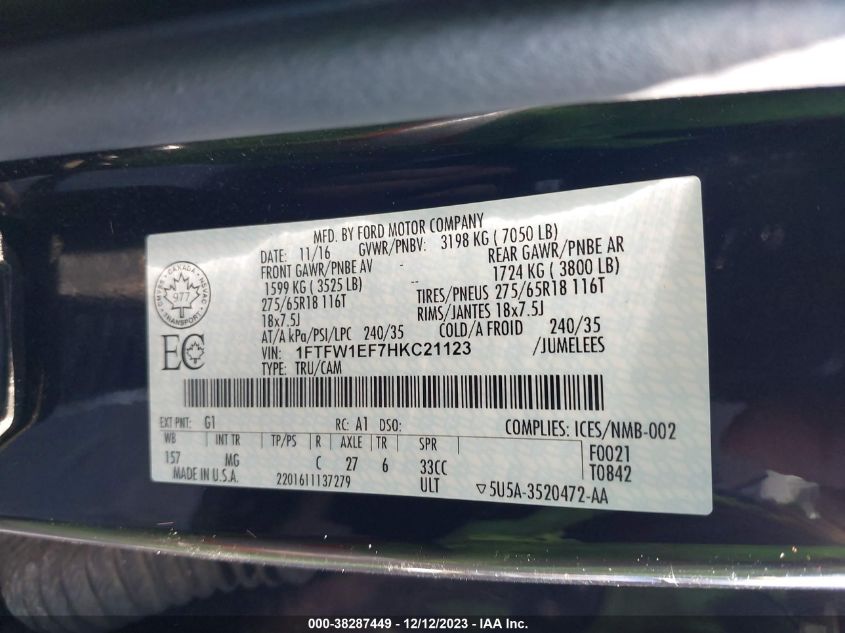 MFD. BY FORD MOTOR COMPANY
DATE: 11/16 GVWR/PNBV: 3198 KG ( 7050 LB)
FRONT GAWR/PNBE AV - REAR GAWR/PNBE AR
1599 KG ( 3525 LB) -- 1724 KG ( 3800 LB)
275/65R18 116T TIRES/PNEUS 275/65R18 116T
18x7.5J RIMS/JANTES 18x7.5J
AT/A kPa/PSI/LPC 240/35 COLD/A FROID 240/35
VIN: 1FTFW1EF7HKC21123 /JUMELEES
TYPE: TRU/CAM
CANADA
977
TRANSPORT
EC
EXT PNT: G1 RC: A1 DSO: COMPLIES: ICES/NMB-002
WB INT TR TP/PS R AXLE TR SPR F0021
157 MG C 27 6 33CC T0842
MADE IN U.S.A. 2201611137279 ULT ▽5U5A-3520472-AA
000-38287449 - 12/12/2023 - IAA Inc.